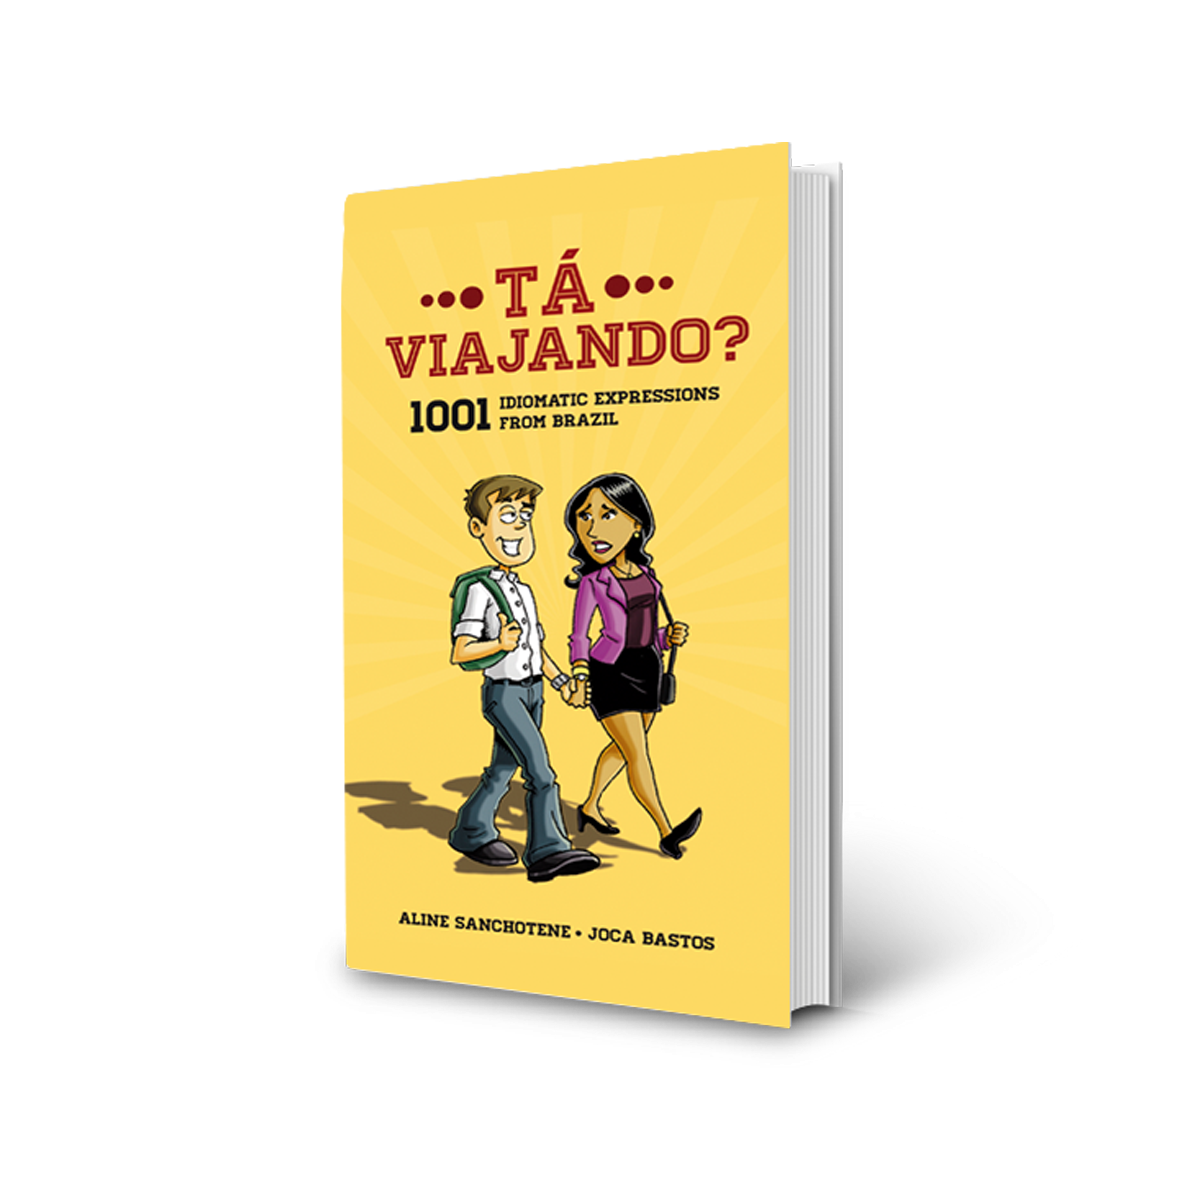 TÁ
VIAJANDO?
1001 IDIOMATIC EXPRESSIONS
FROM BRAZIL
ALINE SANCHOTENE • JOCA BASTOS